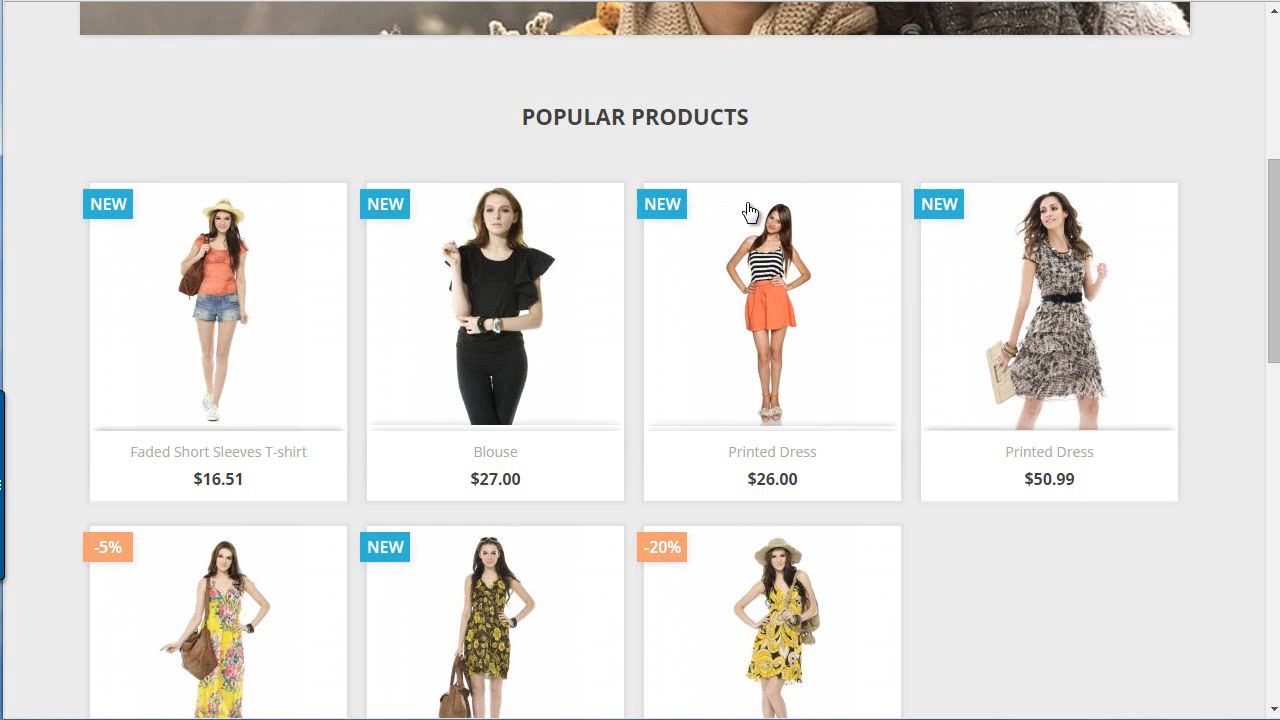 POPULAR PRODUCTS
NEW
NEW
NEW
NEW
Faded Short Sleeves T-shirt
Blouse
Printed Dress
Printed Dress
$16.51
$27.00
$26.00
$50.99
-5%
NEW
-20%